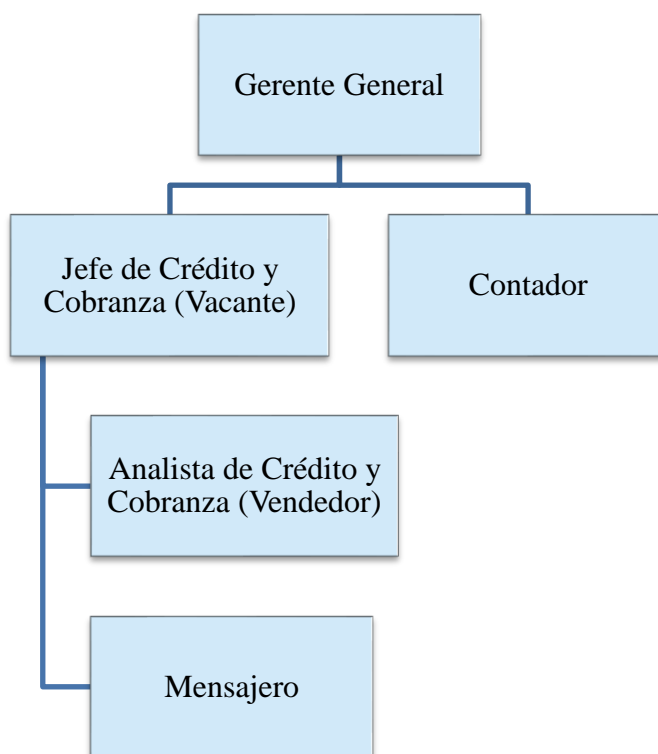 Gerente General
Jefe de Crédito y
Cobranza (Vacante)
Contador
Analista de Crédito y
Cobranza (Vendedor)
Mensajero